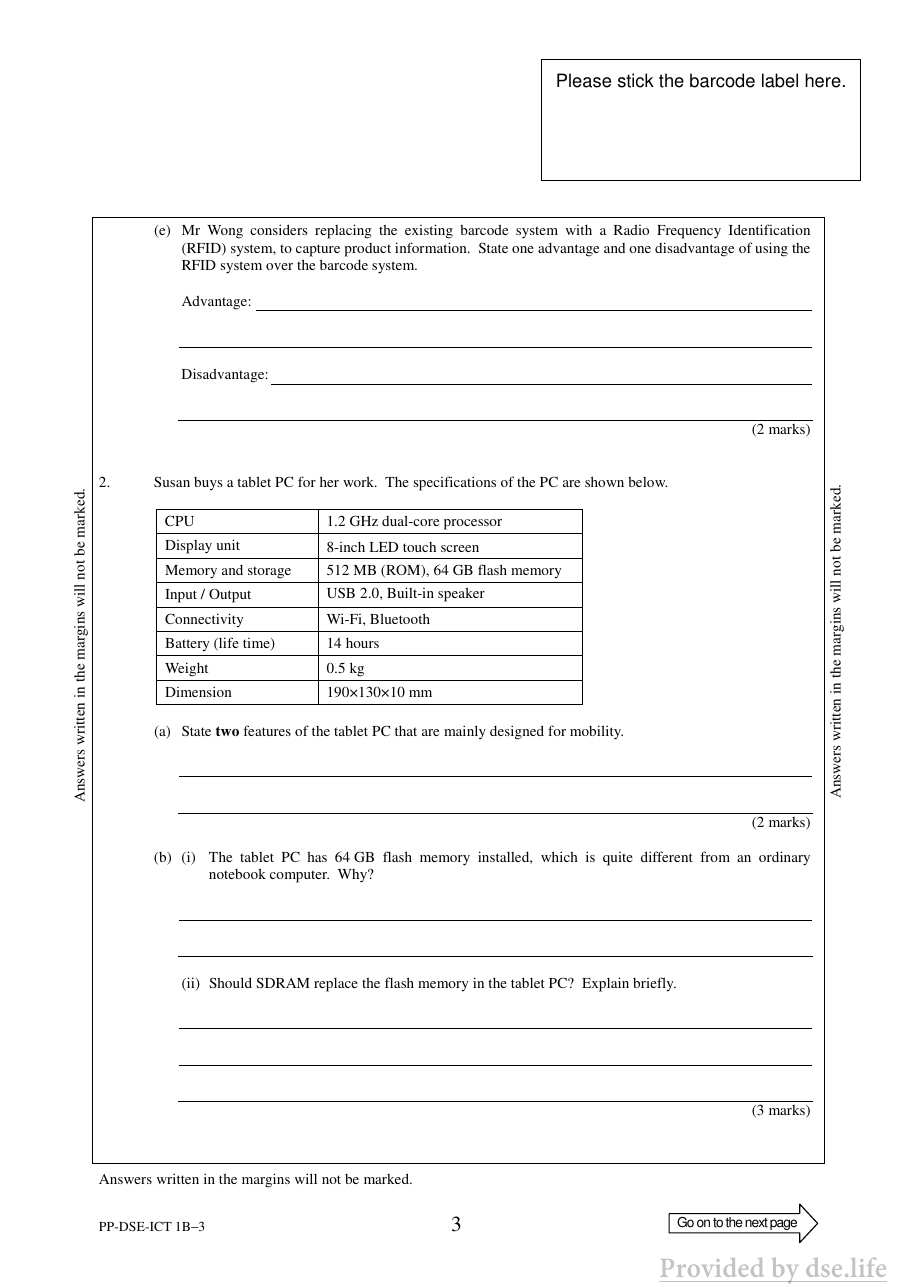 Please stick the barcode label here.
(e) Mr Wong considers replacing the existing barcode system with a Radio Frequency Identification
(RFID) system, to capture product information. State one advantage and one disadvantage of using the
RFID system over the barcode system.
Advantage:
Disadvantage:
(2 marks)
2. Susan buys a tablet PC for her work. The specifications of the PC are shown below.
CPU 1.2 GHz dual-core processor
Display unit 8-inch LED touch screen
Memory and storage 512 MB (ROM), 64 GB flash memory
Input / Output USB 2.0, Built-in speaker
Connectivity Wi-Fi, Bluetooth
Battery (life time) 14 hours
Weight 0.5 kg
Dimension 190×130×10 mm
(a) State two features of the tablet PC that are mainly designed for mobility.
(2 marks)
(b) (i) The tablet PC has 64 GB flash memory installed, which is quite different from an ordinary
notebook computer. Why?
(ii) Should SDRAM replace the flash memory in the tablet PC? Explain briefly.
(3 marks)
Answers written in the margins will not be marked.
Answers written in the margins will not be marked.
Answers written in the margins will not be marked.
PP-DSE-ICT 1B−3
3
Go on to the next page
Provided by dse.life